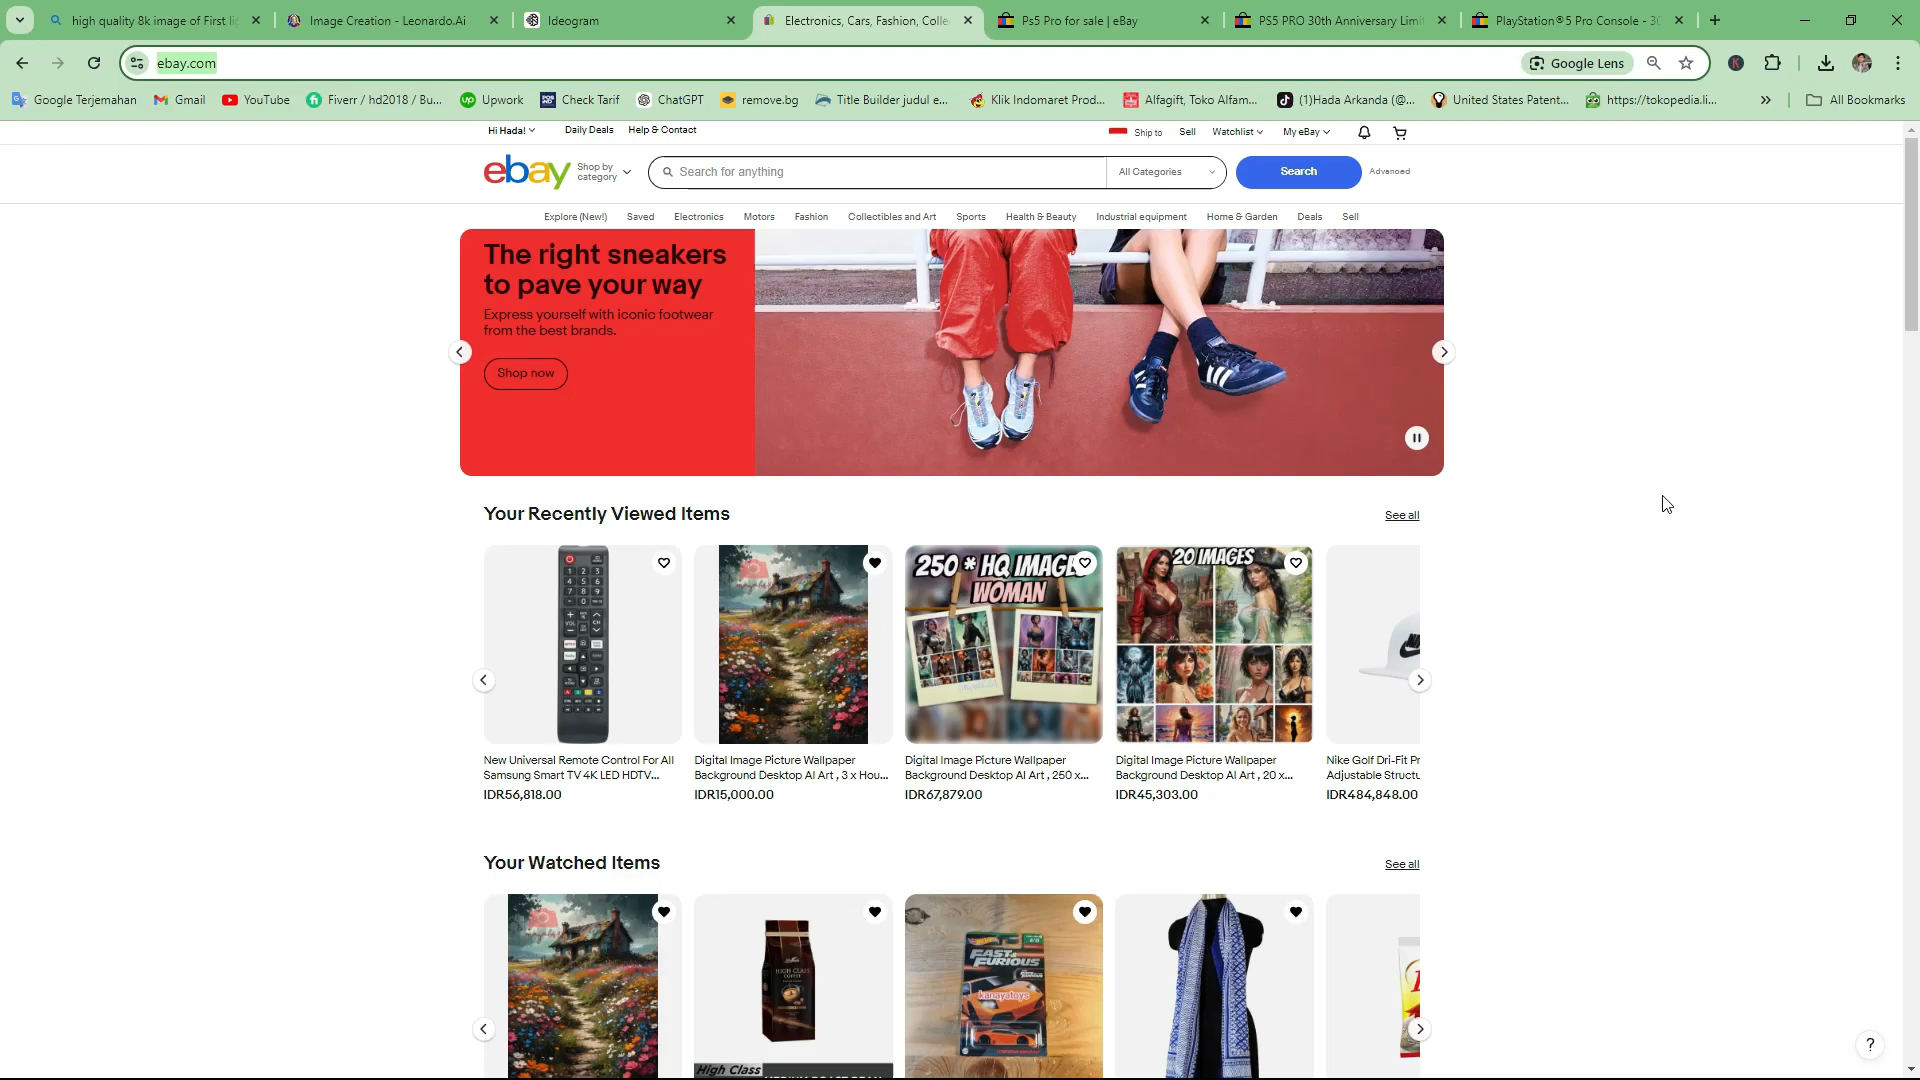 high quality 8k image of First li
Image Creation - Leonardo.Ai
Ideogram
Electronics, Cars, Fashion, Colle
Ps5 Pro for sale | eBay
PS5 PRO 30th Anniversary Limi
PlayStation®5 Pro Console - 30
ebay.com
Google Lens
Google Terjemahan
Gmail
YouTube
Fiverr / hd2018 / Bu...
Upwork
Check Tarif
ChatGPT
remove.bg
Title Builder judul e...
Klik Indomaret Prod...
Alfagift, Toko Alfam...
(1)Hada Arkanda (@...
United States Patent...
https://tokopedia.li...
All Bookmarks
Hi Hada!
Daily Deals
Help & Contact
Ship to
Sell
Watchlist
My eBay
ebay
Shop by
category
Search for anything
All Categories
Search
Advanced
Explore (New!)
Saved
Electronics
Motors
Fashion
Collectibles and Art
Sports
Health & Beauty
Industrial equipment
Home & Garden
Deals
Sell
The right sneakers
to pave your way
Express yourself with iconic footwear
from the best brands.
Shop now
Your Recently Viewed Items
See all
250 * HQ IMAGE
WOMAN
20 IMAGES
New Universal Remote Control For All
Samsung Smart TV 4K LED HDTV...
IDR56,818.00
Digital Image Picture Wallpaper
Background Desktop AI Art , 3 x Hou...
IDR15,000.00
Digital Image Picture Wallpaper
Background Desktop AI Art , 250 x...
IDR67,879.00
Digital Image Picture Wallpaper
Background Desktop AI Art , 20 x...
IDR45,303.00
Nike Golf Dri-Fit Pr
Adjustable Structu
IDR484,848.00
Your Watched Items
See all
HIGH CLASS
COFFEE
High Class
FAST &
FURIOUS
kanayatoys
?